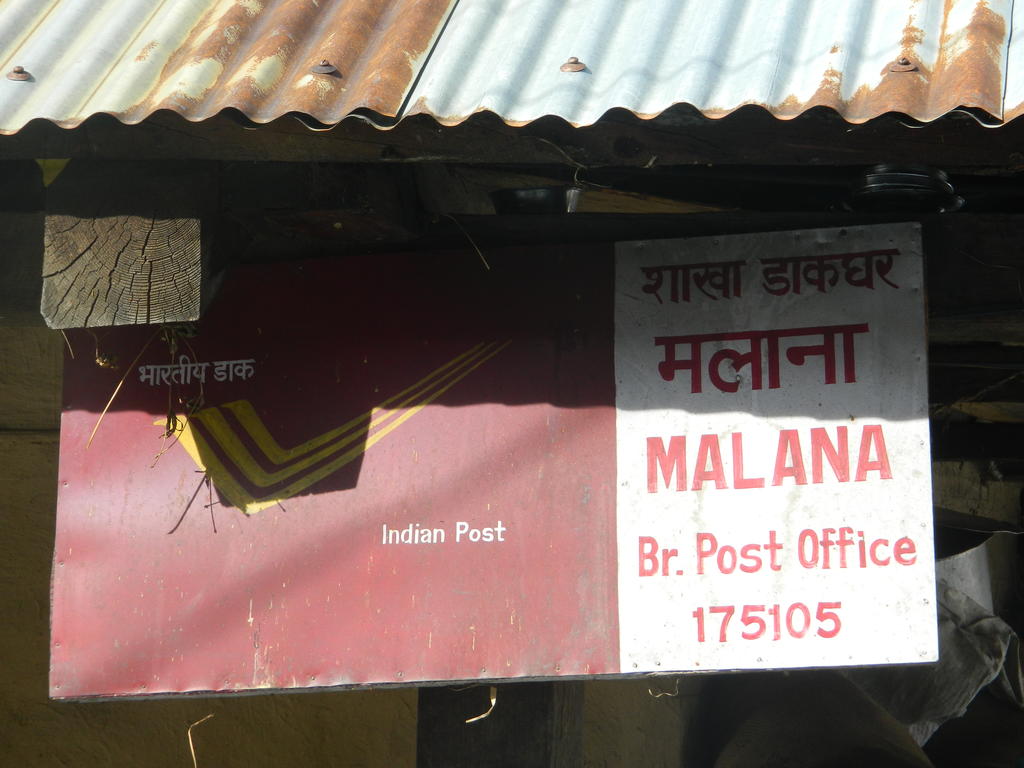 भारतीय डाक
Indian Post
शाखा डाकघर
मलाना
MALANA
Br. Post Office
175105